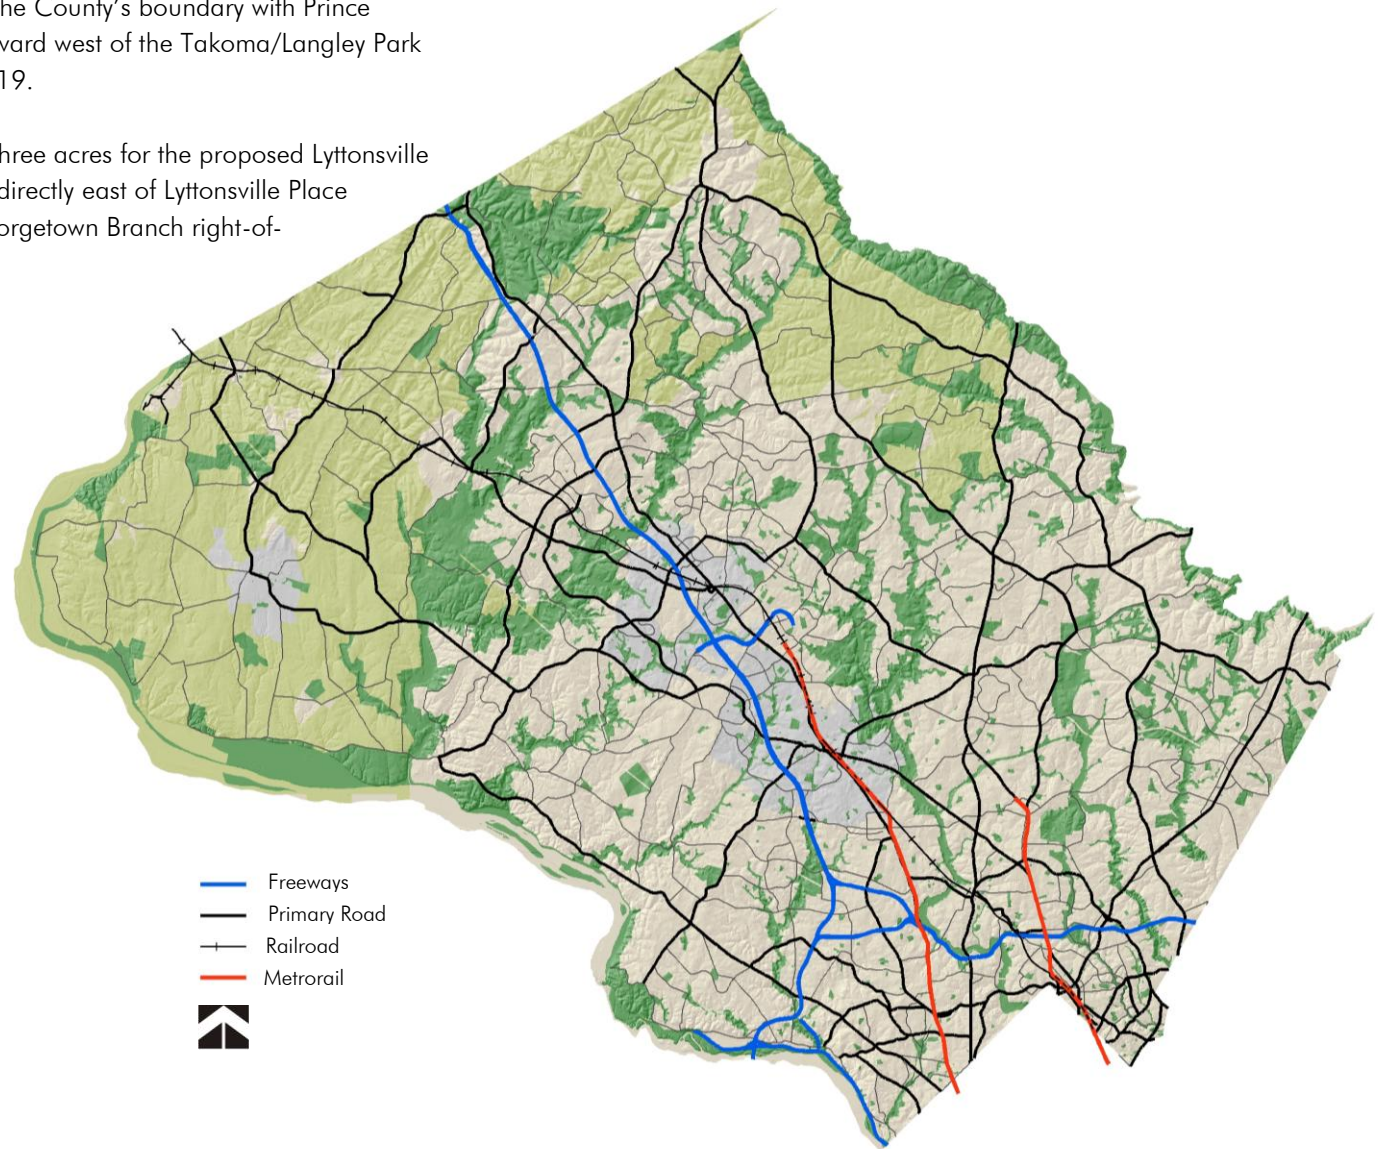 he County's boundary with Prince
vard west of the Takoma/Langley Park
19.
hree acres for the proposed Lyttonsville
directly east of Lyttonsville Place
orgetown Branch right-of-
Freeways
Primary Road
Railroad
Metrorail